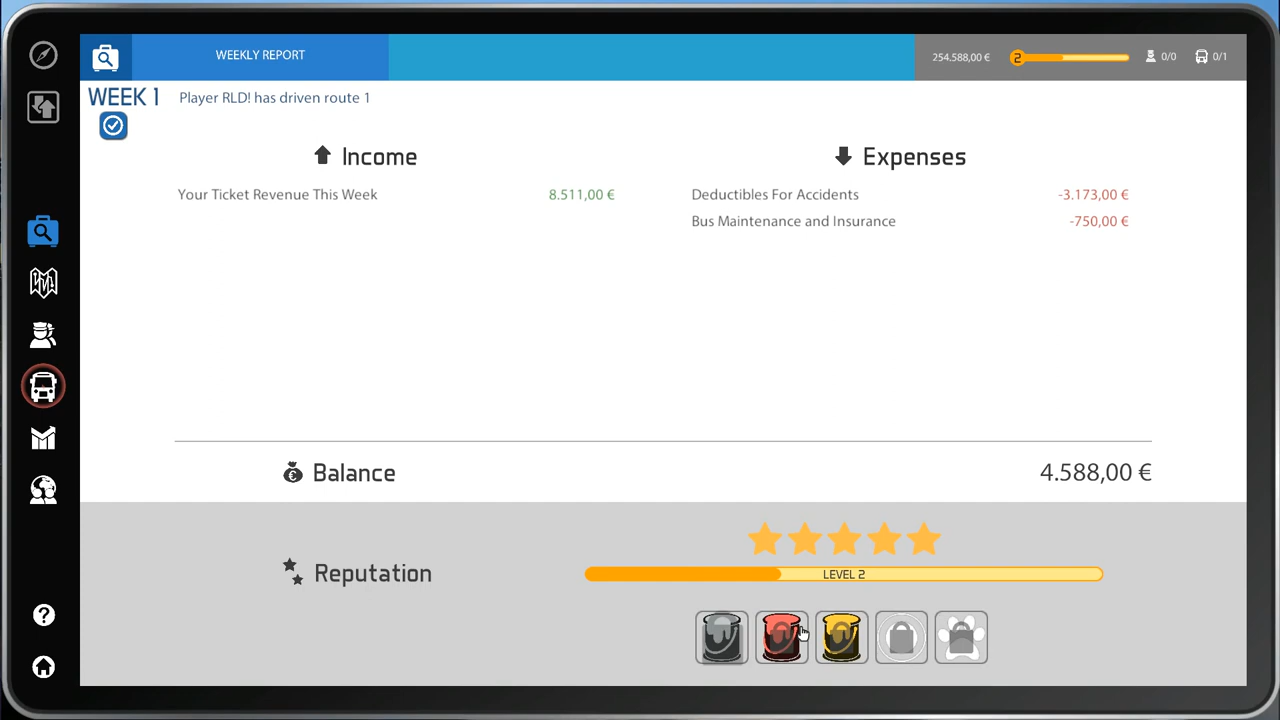 WEEKLY REPORT
254.588,00 €
2
0/0
0/1
WEEK 1
Player RLD! has driven route 1
Income
Expenses
Your Ticket Revenue This Week
8.511,00 €
Deductibles For Accidents
-3.173,00 €
Bus Maintenance and Insurance
-750,00 €
Balance
4.588,00 €
Reputation
LEVEL 2